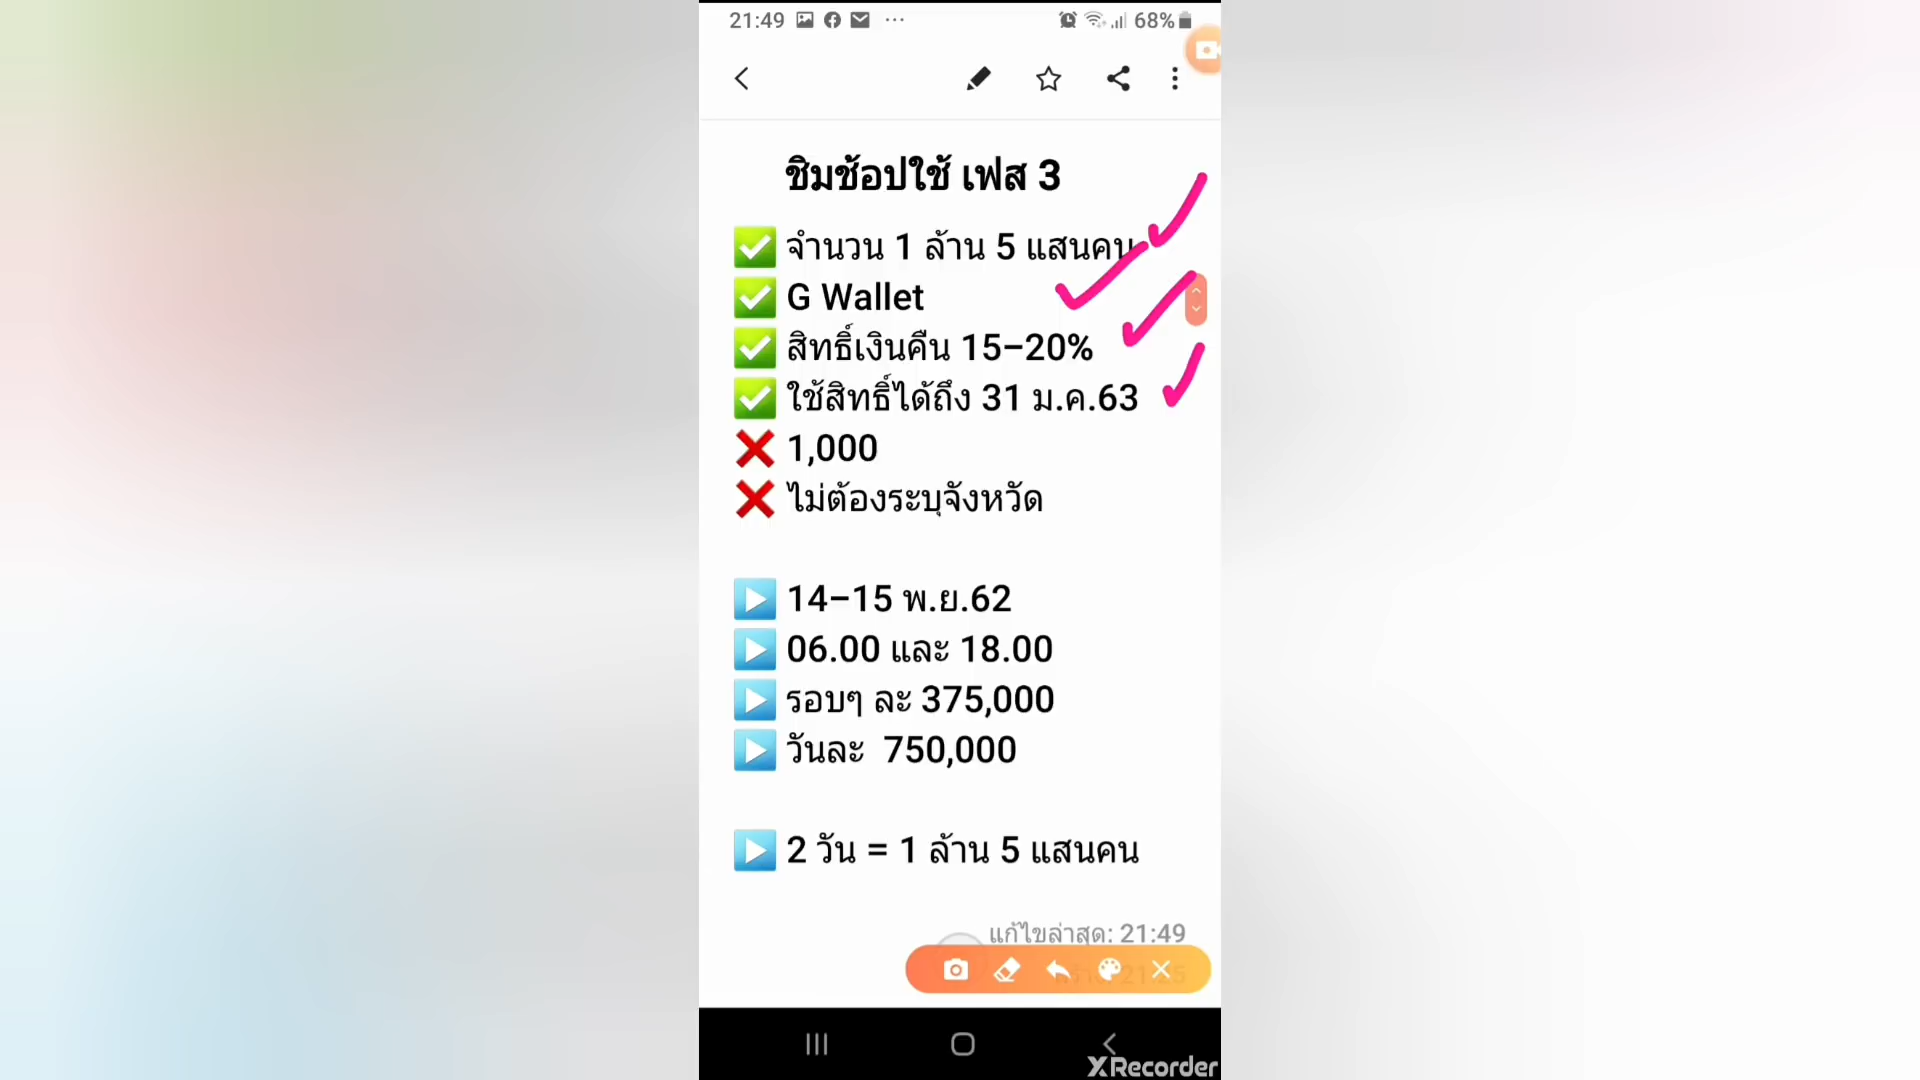 21:49 ... 68%
ชิมช้อปใช้ เฟส 3
✅ จำนวน 1 ล้าน 5 แสนคน
✅ G Wallet
✅ สิทธิ์เงินคืน 15–20%
✅ ใช้สิทธิ์ได้ถึง 31 ม.ค.63
❌ 1,000
❌ ไม่ต้องระบุจังหวัด
▶ 14–15 พ.ย.62
▶ 06.00 และ 18.00
▶ รอบๆ ละ 375,000
▶ วันละ 750,000
▶ 2 วัน = 1 ล้าน 5 แสนคน
แก้ไขล่าสุด: 21:49
XRecorder